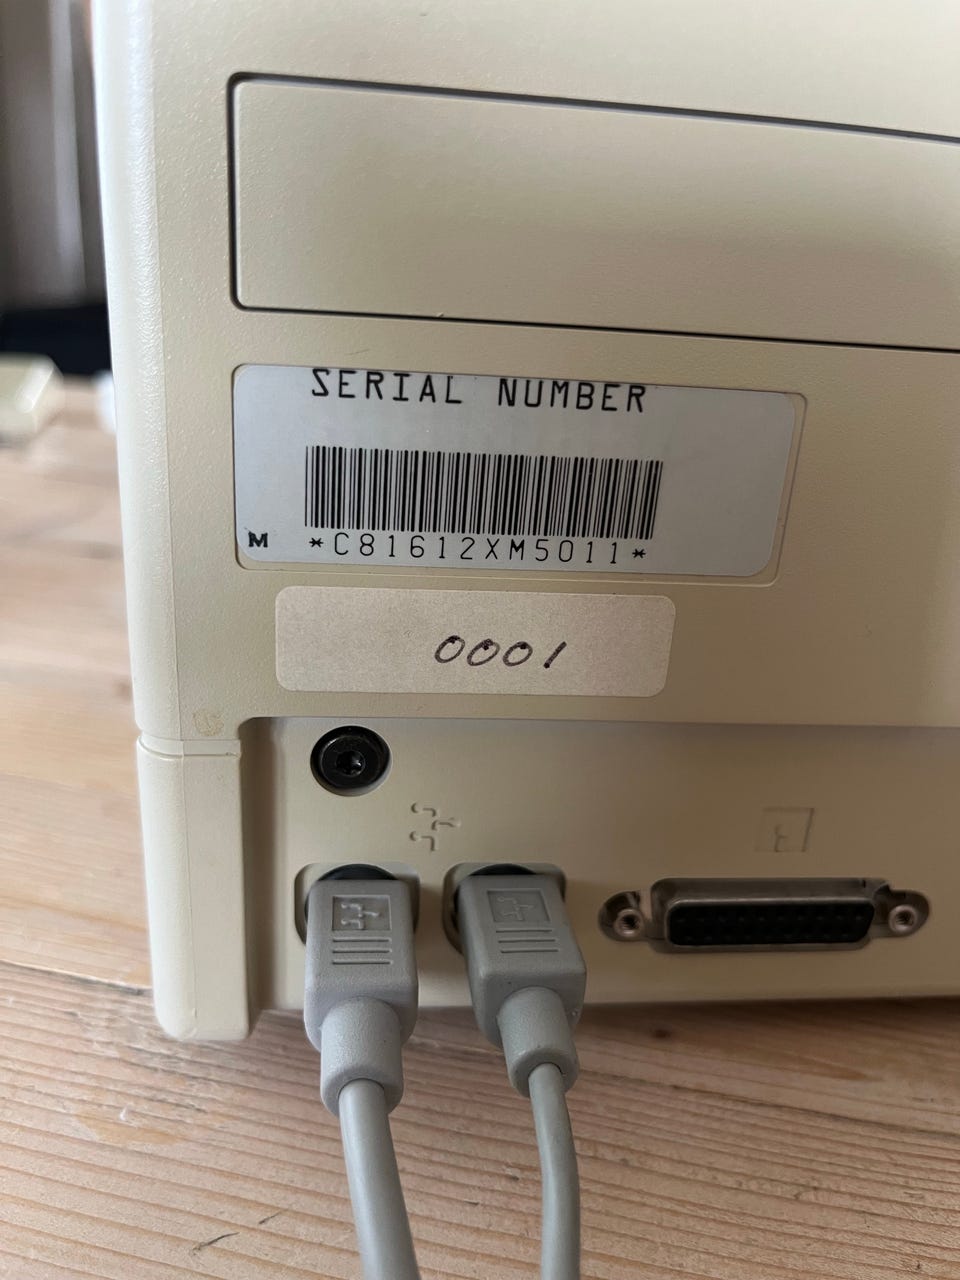 SERIAL NUMBER
M *C81612XM5011*
0001